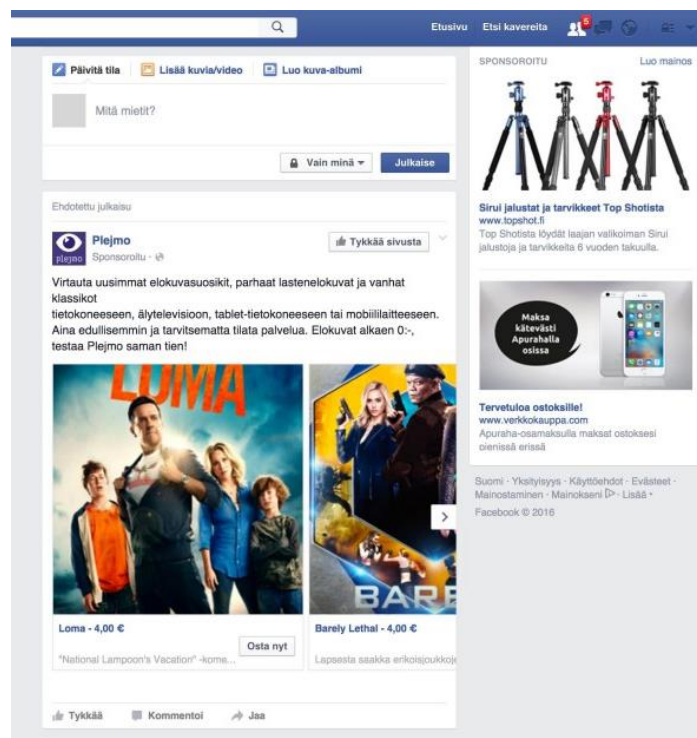 Etusivu Etsi kavereita 5
Päivitä tila Lisää kuvia/video Luo kuva-albumi
Mitä mietit?
Vain minä Julkaise
Ehdotettu julkaisu
plejmo
Plejmo
Sponsoroitu ·
Tykkää sivusta
Virtauta uusimmat elokuvasuosikit, parhaat lastenelokuvat ja vanhat
klassikot
tietokoneeseen, älytelevisioon, tablet-tietokoneeseen tai mobiililaitteeseen.
Aina edullisemmin ja tarvitsematta tilata palvelua. Elokuvat alkaen 0:-,
testaa Plejmo saman tien!
LOMA
BARE
Loma - 4,00 €
Osta nyt
"National Lampoon's Vacation" -kome...
Barely Lethal - 4,00 €
Lapsesta saakka erikoisjoukkoje
Tykkää Kommentoi Jaa
SPONSOROITU Luo mainos
Sirui jalustat ja tarvikkeet Top Shotista
www.topshot.fi
Top Shotista löydät laajan valikoiman Sirui
jalustoja ja tarvikkeita 6 vuoden takuulla.
Maksa
kätevästi
Apurahalla
osissa
Tervetuloa ostoksille!
www.verkkokauppa.com
Apuraha-osamaksulla maksat ostoksesi
pienissä erissä
Suomi · Yksityisyys · Käyttöehdot · Evästeet ·
Mainostaminen · Mainokseni · Lisää
Facebook © 2016